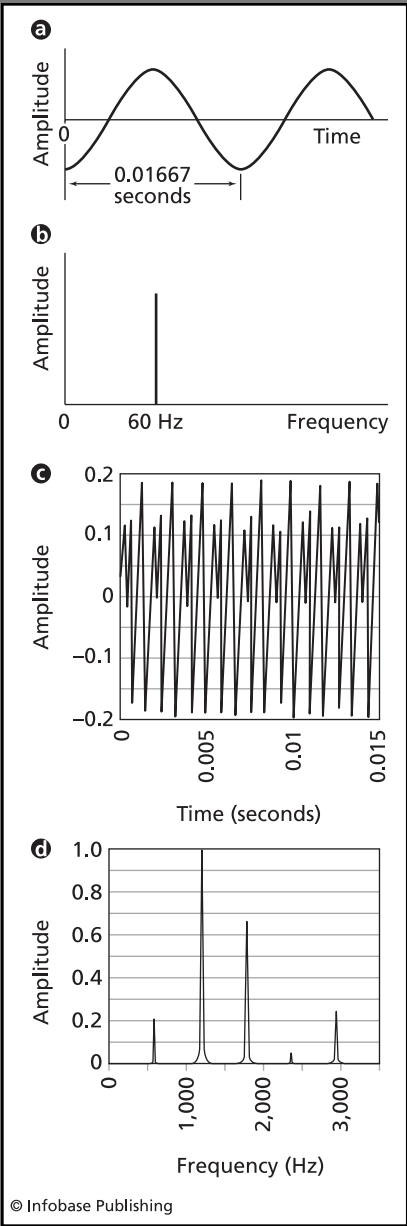 a
Amplitude
0
Time
0.01667
seconds
b
Amplitude
0
60 Hz
Frequency
c
Amplitude
0.2
0.1
0
–0.1
–0.2
0
0.005
0.01
0.015
Time (seconds)
d
Amplitude
1.0
0.8
0.6
0.4
0.2
0
0
1,000
2,000
3,000
Frequency (Hz)
© Infobase Publishing